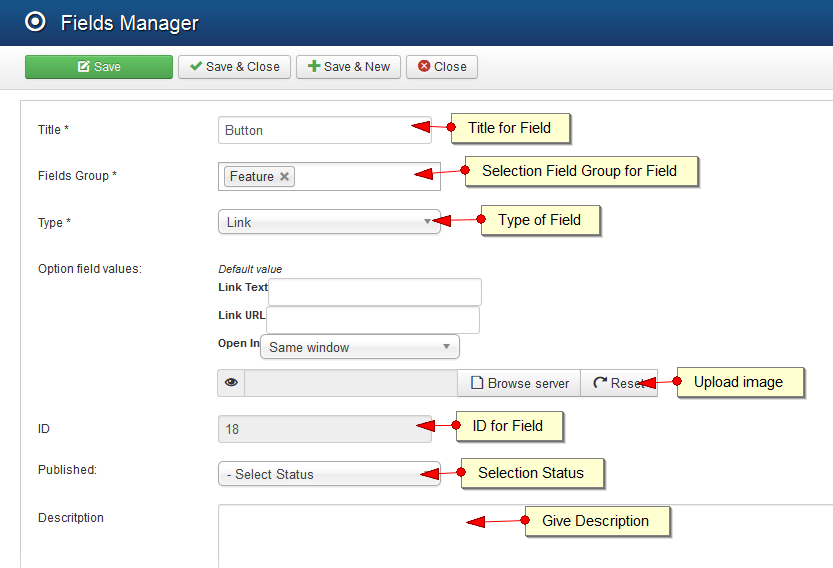 Fields Manager
Save Save & Close Save & New Close
Title * Button Title for Field
Fields Group * Feature Selection Field Group for Field
Type * Link Type of Field
Option field values: Default value
Link Text
Link URL
Open In Same window
Browse server Reset Upload image
ID 18 ID for Field
Published: - Select Status Selection Status
Descritption Give Description